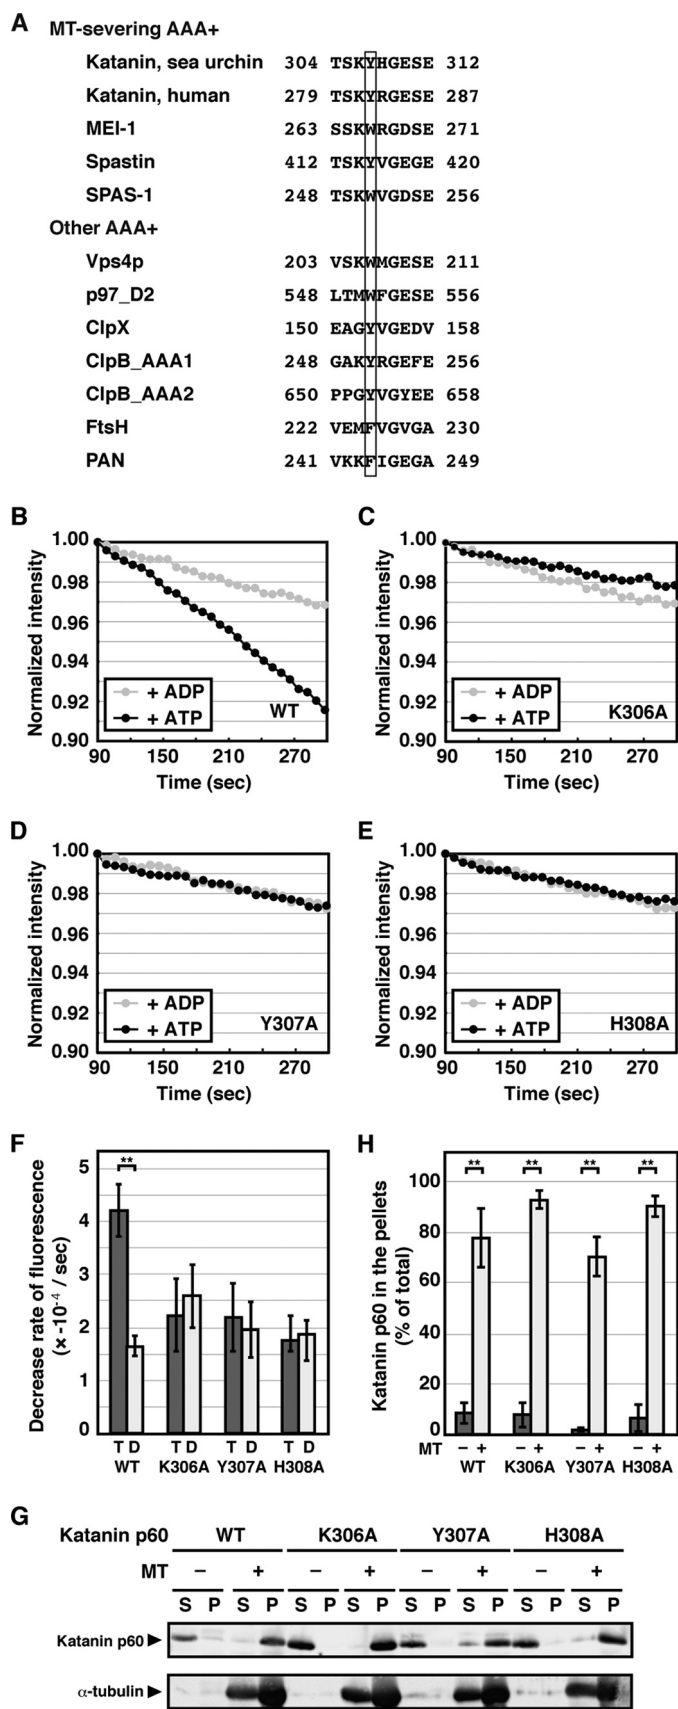 A
MT-severing AAA+
Katanin, sea urchin 304 TSKYHGESE 312
Katanin, human 279 TSKYRGESE 287
MEI-1 263 SSKWRGDSE 271
Spastin 412 TSKYVGEGE 420
SPAS-1 248 TSKWVGDSE 256
Other AAA+
Vps4p 203 VSKWMGESE 211
p97_D2 548 LTMWFGESE 556
ClpX 150 EAGYVGEDV 158
ClpB_AAA1 248 GAKYRGEFE 256
ClpB_AAA2 650 PPGYVGYEE 658
FtsH 222 VEMFVGVGA 230
PAN 241 VKKFIGEGA 249
B
Normalized intensity
1.00
0.98
0.96
0.94
0.92
0.90
+ ADP
+ ATP
WT
90 150 210 270
Time (sec)
C
Normalized intensity
1.00
0.98
0.96
0.94
0.92
0.90
+ ADP
+ ATP
K306A
90 150 210 270
Time (sec)
D
Normalized intensity
1.00
0.98
0.96
0.94
0.92
0.90
+ ADP
+ ATP
Y307A
90 150 210 270
Time (sec)
E
Normalized intensity
1.00
0.98
0.96
0.94
0.92
0.90
+ ADP
+ ATP
H308A
90 150 210 270
Time (sec)
F
Decrease rate of fluorescence
(× -10⁻⁴ / sec)
5
4
3
2
1
0
**
T D T D T D T D
WT K306A Y307A H308A
H
Katanin p60 in the pellets
(% of total)
100
80
60
40
20
0
** ** ** **
MT − + − + − + − +
WT K306A Y307A H308A
G
Katanin p60 WT K306A Y307A H308A
MT − + − + − + − +
S P S P S P S P S P S P S P S P
Katanin p60
α-tubulin